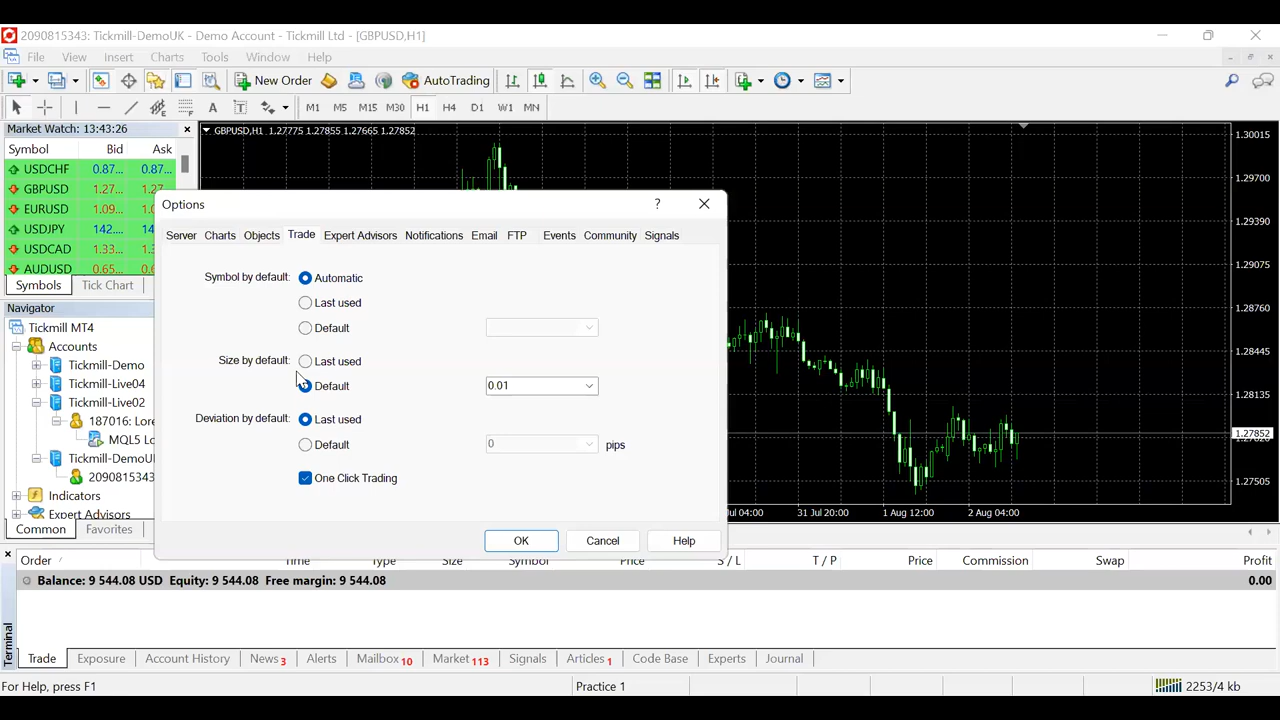 2090815343: Tickmill-DemoUK - Demo Account - Tickmill Ltd - [GBPUSD,H1]
File View Insert Charts Tools Window Help
New Order AutoTrading
A T M1 M5 M15 M30 H1 H4 D1 W1 MN
Market Watch: 13:43:26
Symbol Bid Ask
USDCHF 0.87... 0.87...
GBPUSD 1.27... 1.27
EURUSD 1.09...
USDJPY 142.... 14
USDCAD 1.33...
AUDUSD 0.65...
Symbols Tick Chart
Navigator
Tickmill MT4
Accounts
Tickmill-Demo
Tickmill-Live04
Tickmill-Live02
187016: Lore
MQL5 Lo
Tickmill-DemoU
2090815343
Indicators
Expert Advisors
Common Favorites
GBPUSD,H1 1.27775 1.27855 1.27665 1.27852
1.30015
1.29700
1.29390
1.29075
1.28760
1.28445
1.28135
1.27852
1.27505
Jul 04:00 31 Jul 20:00 1 Aug 12:00 2 Aug 04:00
Options
? 
Server Charts Objects Trade Expert Advisors Notifications Email FTP Events Community Signals
Symbol by default: Automatic
Last used
Default
Size by default: Last used
Default 0.01
Deviation by default: Last used
Default 0 pips
One Click Trading
OK Cancel Help
Order Time Type Size Symbol Price S / L T / P Price Commission Swap Profit
Balance: 9 544.08 USD Equity: 9 544.08 Free margin: 9 544.08 0.00
Terminal
Trade Exposure Account History News 3 Alerts Mailbox 10 Market 113 Signals Articles 1 Code Base Experts Journal
For Help, press F1 Practice 1 2253/4 kb